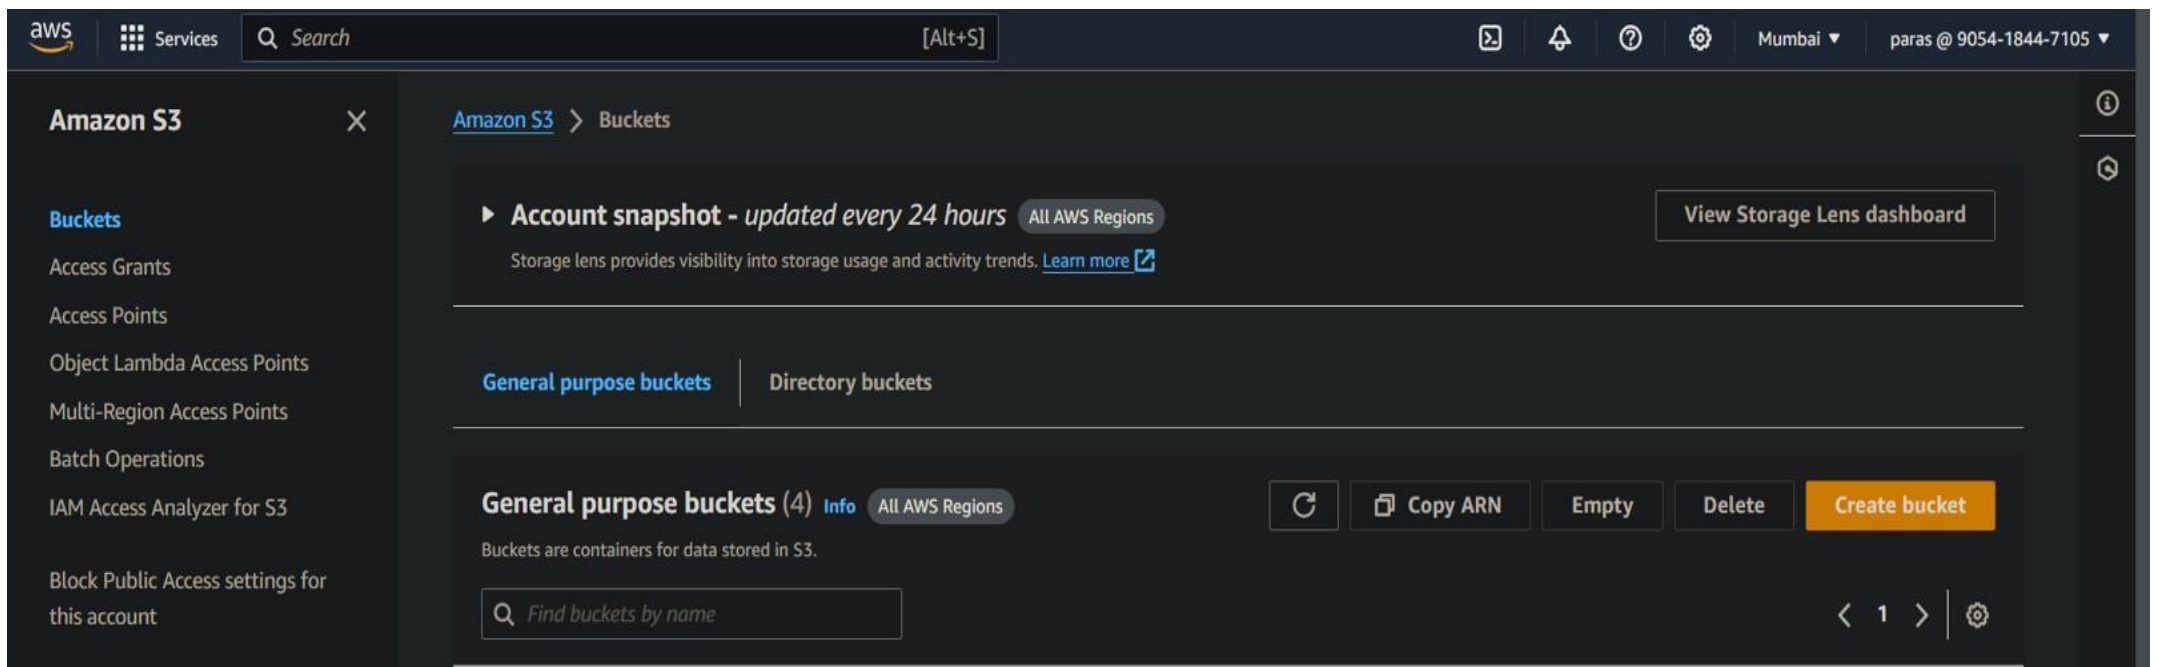 aws Services Search [Alt+S] Mumbai ▼ paras @ 9054-1844-7105 ▼
Amazon S3
Buckets
Access Grants
Access Points
Object Lambda Access Points
Multi-Region Access Points
Batch Operations
IAM Access Analyzer for S3
Block Public Access settings for
this account
Amazon S3 > Buckets
Account snapshot - updated every 24 hours All AWS Regions View Storage Lens dashboard
Storage lens provides visibility into storage usage and activity trends. Learn more
General purpose buckets Directory buckets
General purpose buckets (4) Info All AWS Regions Copy ARN Empty Delete Create bucket
Buckets are containers for data stored in S3.
Find buckets by name < 1 >